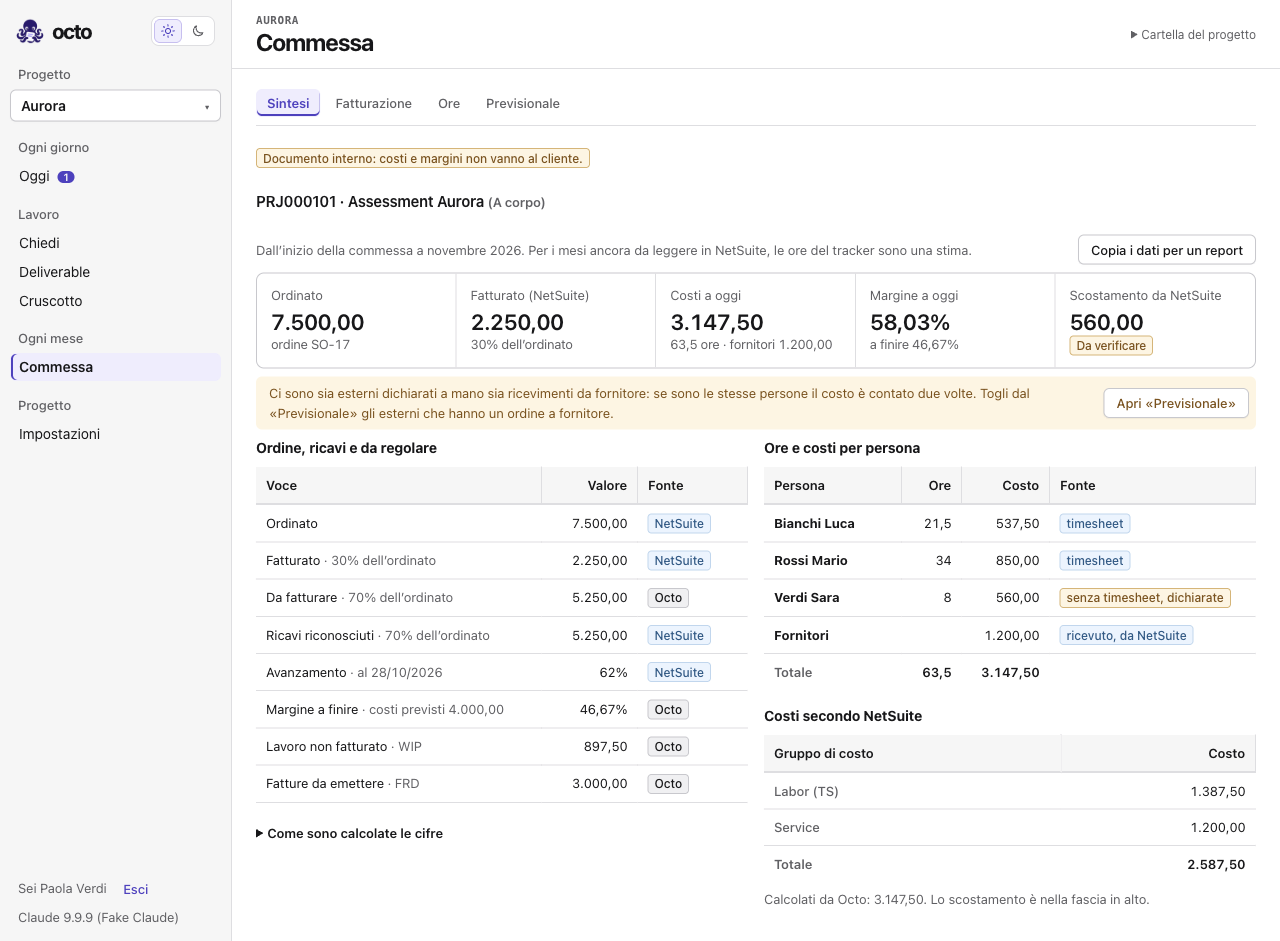 octo
Progetto
Aurora
Ogni giorno
Oggi 1
Lavoro
Chiedi
Deliverable
Cruscotto
Ogni mese
Commessa
Progetto
Impostazioni
Sei Paola Verdi Esci
Claude 9.9.9 (Fake Claude)
AURORA
Commessa
Cartella del progetto
Sintesi Fatturazione Ore Previsionale
Documento interno: costi e margini non vanno al cliente.
PRJ000101 · Assessment Aurora (A corpo)
Dall'inizio della commessa a novembre 2026. Per i mesi ancora da leggere in NetSuite, le ore del tracker sono una stima.
Copia i dati per un report
Ordinato
7.500,00
ordine SO-17
Fatturato (NetSuite)
2.250,00
30% dell'ordinato
Costi a oggi
3.147,50
63,5 ore · fornitori 1.200,00
Margine a oggi
58,03%
a finire 46,67%
Scostamento da NetSuite
560,00
Da verificare
Ci sono sia esterni dichiarati a mano sia ricevimenti da fornitore: se sono le stesse persone il costo è contato due volte. Togli dal
«Previsionale» gli esterni che hanno un ordine a fornitore.
Apri «Previsionale»
Ordine, ricavi e da regolare
Voce Valore Fonte
Ordinato 7.500,00 NetSuite
Fatturato · 30% dell'ordinato 2.250,00 NetSuite
Da fatturare · 70% dell'ordinato 5.250,00 Octo
Ricavi riconosciuti · 70% dell'ordinato 5.250,00 NetSuite
Avanzamento · al 28/10/2026 62% NetSuite
Margine a finire · costi previsti 4.000,00 46,67% Octo
Lavoro non fatturato · WIP 897,50 Octo
Fatture da emettere · FRD 3.000,00 Octo
Come sono calcolate le cifre
Ore e costi per persona
Persona Ore Costo Fonte
Bianchi Luca 21,5 537,50 timesheet
Rossi Mario 34 850,00 timesheet
Verdi Sara 8 560,00 senza timesheet, dichiarate
Fornitori 1.200,00 ricevuto, da NetSuite
Totale 63,5 3.147,50
Costi secondo NetSuite
Gruppo di costo Costo
Labor (TS) 1.387,50
Service 1.200,00
Totale 2.587,50
Calcolati da Octo: 3.147,50. Lo scostamento è nella fascia in alto.